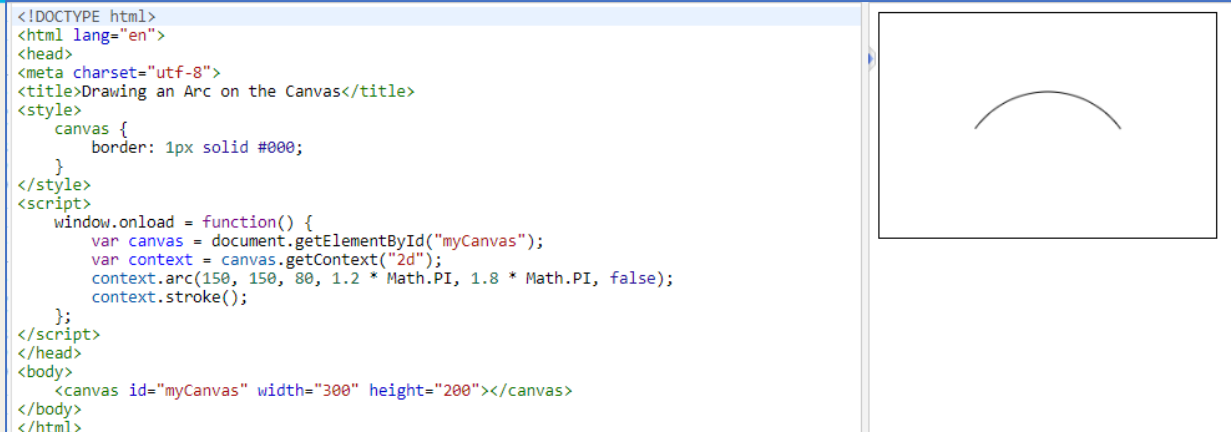 <!DOCTYPE html>
<html lang="en">
<head>
<meta charset="utf-8">
<title>Drawing an Arc on the Canvas</title>
<style>
    canvas {
        border: 1px solid #000;
    }
</style>
<script>
    window.onload = function() {
        var canvas = document.getElementById("myCanvas");
        var context = canvas.getContext("2d");
        context.arc(150, 150, 80, 1.2 * Math.PI, 1.8 * Math.PI, false);
        context.stroke();
    };
</script>
</head>
<body>
    <canvas id="myCanvas" width="300" height="200"></canvas>
</body>
</html>